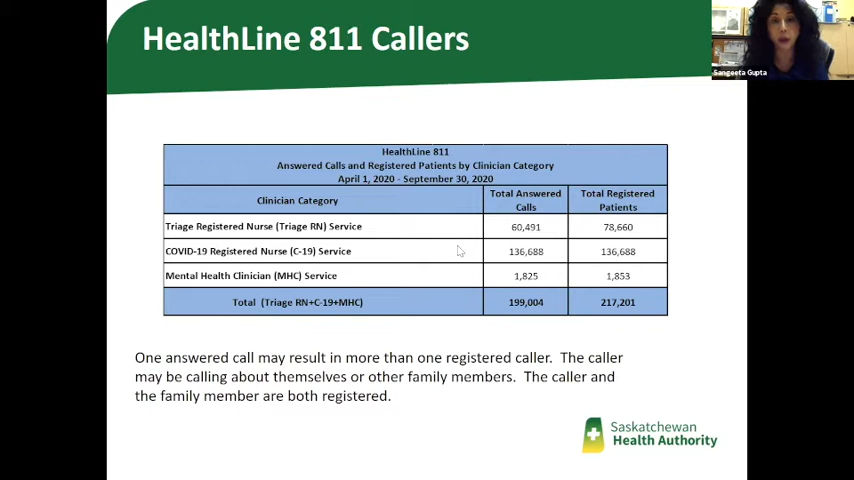 HealthLine 811 Callers
Sangeeta Gupta
HealthLine 811
Answered Calls and Registered Patients by Clinician Category
April 1, 2020 - September 30, 2020
Clinician Category Total Answered Calls Total Registered Patients
Triage Registered Nurse (Triage RN) Service 60,491 78,660
COVID-19 Registered Nurse (C-19) Service 136,688 136,688
Mental Health Clinician (MHC) Service 1,825 1,853
Total (Triage RN+C-19+MHC) 199,004 217,201
One answered call may result in more than one registered caller. The caller
may be calling about themselves or other family members. The caller and
the family member are both registered.
Saskatchewan
Health Authority